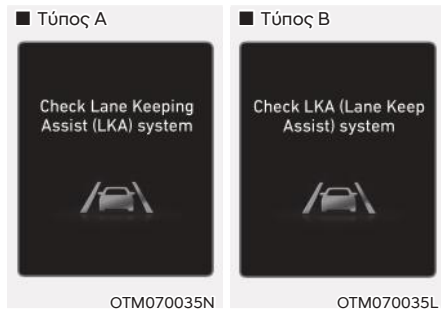 ■ Τύπος A
Check Lane Keeping
Assist (LKA) system
OTM070035N
■ Τύπος B
Check LKA (Lane Keep
Assist) system
OTM070035L